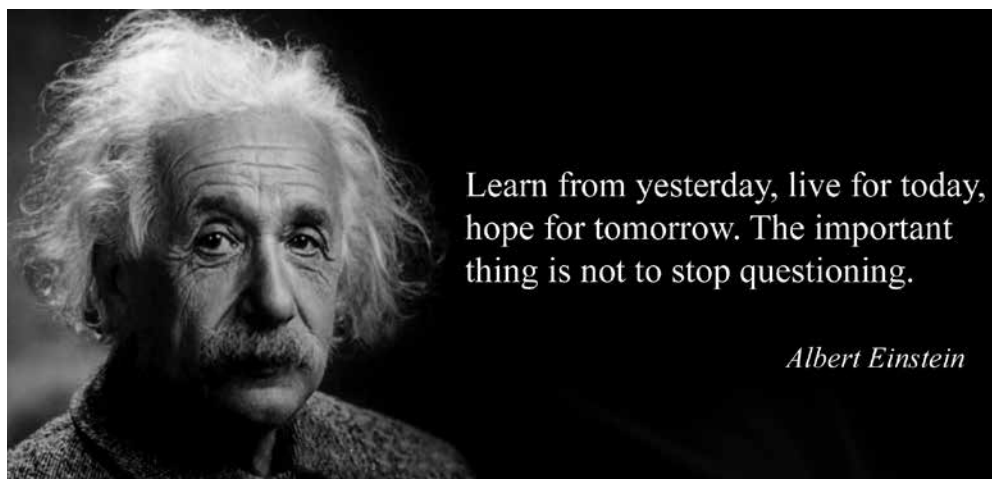 Learn from yesterday, live for today,
hope for tomorrow. The important
thing is not to stop questioning.
Albert Einstein